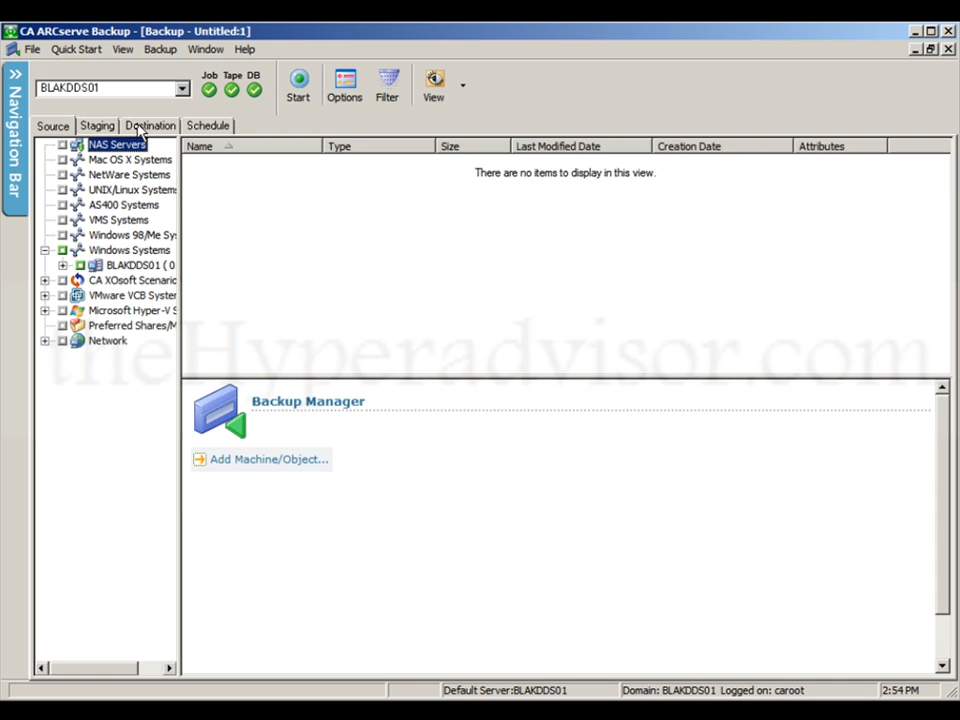 CA ARCserve Backup - [Backup - Untitled:1]
File Quick Start View Backup Window Help
Navigation Bar
BLAKDDS01
Job Tape DB
Start Options Filter View
Source Staging Destination Schedule
NAS Servers
Mac OS X Systems
NetWare Systems
UNIX/Linux Systems
AS400 Systems
VMS Systems
Windows 98/Me Sy
Windows Systems
BLAKDDS01 ( 0
CA XOsoft Scenario
VMware VCB System
Microsoft Hyper-V S
Preferred Shares/M
Network
Name Type Size Last Modified Date Creation Date Attributes
There are no items to display in this view.
theHyperadvisor.com
Backup Manager
Add Machine/Object...
Default Server:BLAKDDS01 Domain: BLAKDDS01 Logged on: caroot 2:54 PM